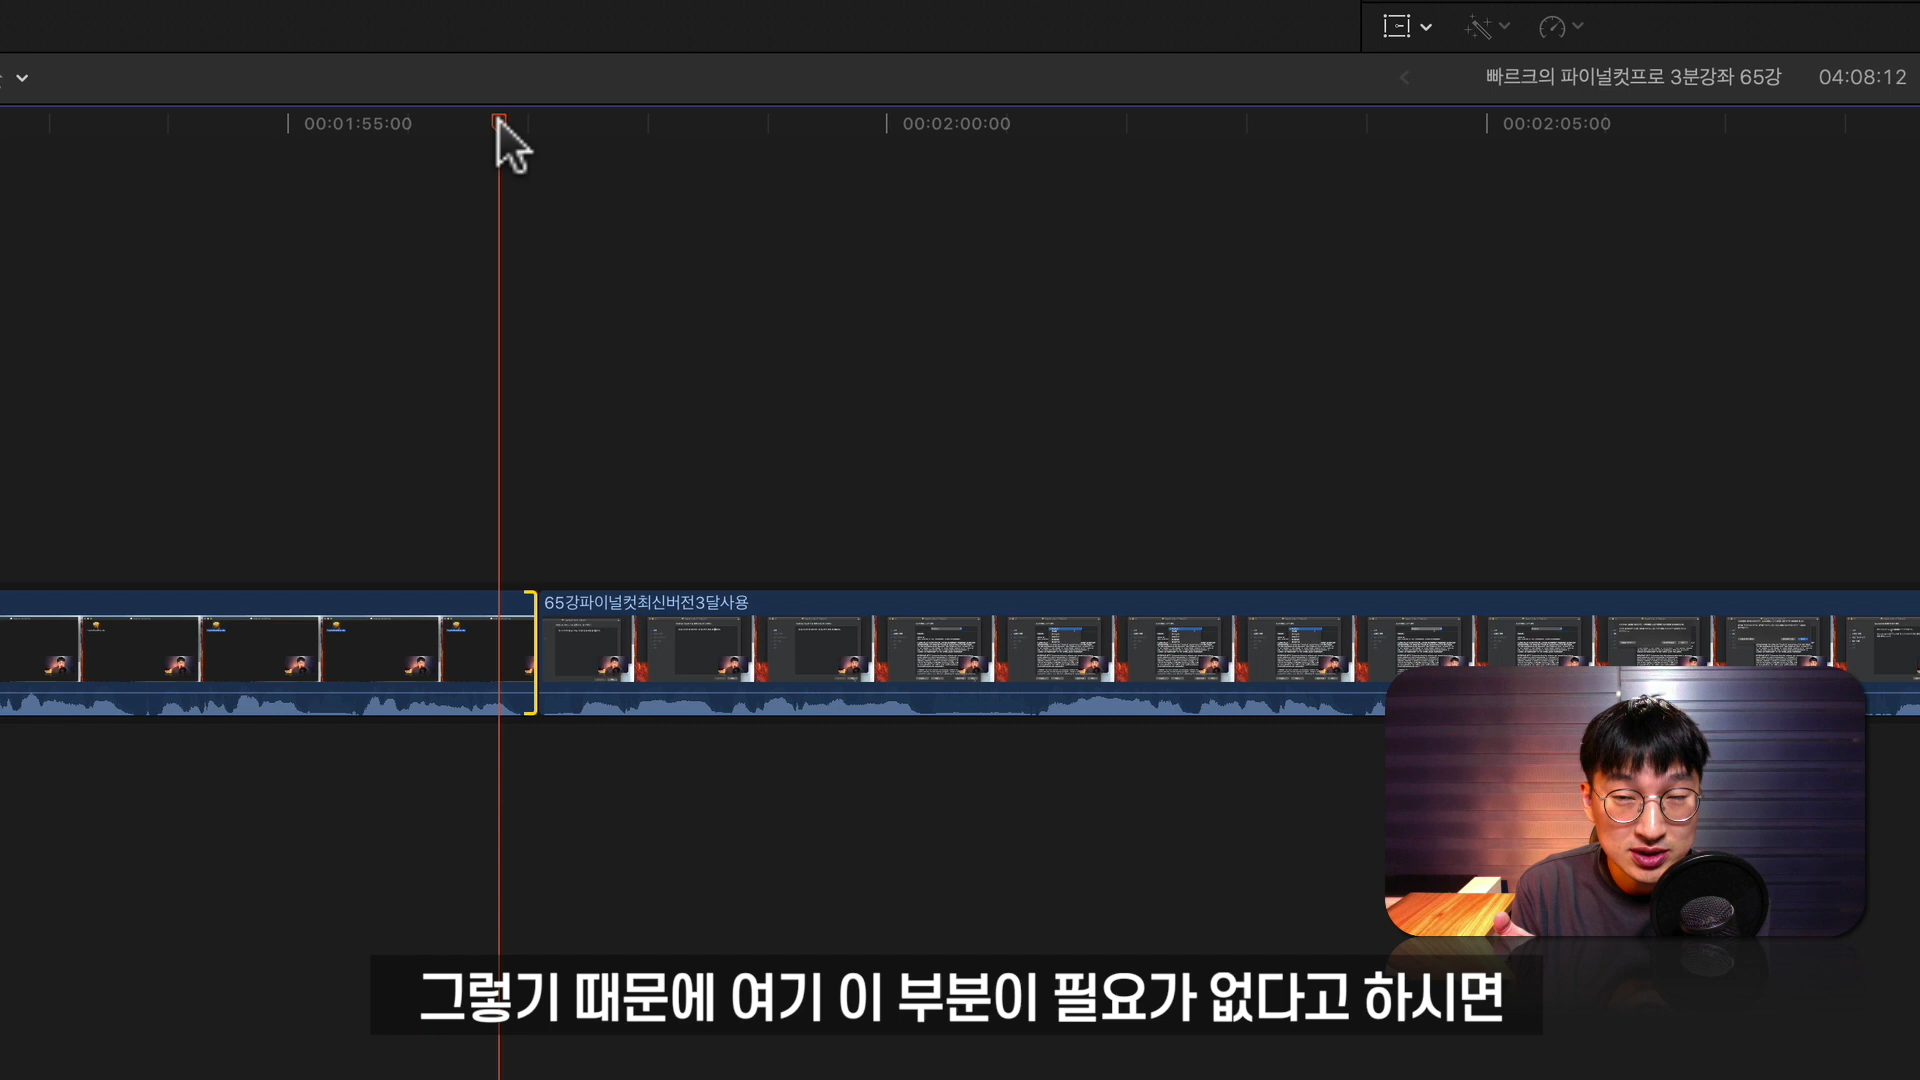 빠르크의 파이널컷프로 3분강좌 65강 04:08:12
00:01:55:00 00:02:00:00 00:02:05:00
65강파이널컷최신버전3달사용
그렇기 때문에 여기 이 부분이 필요가 없다고 하시면